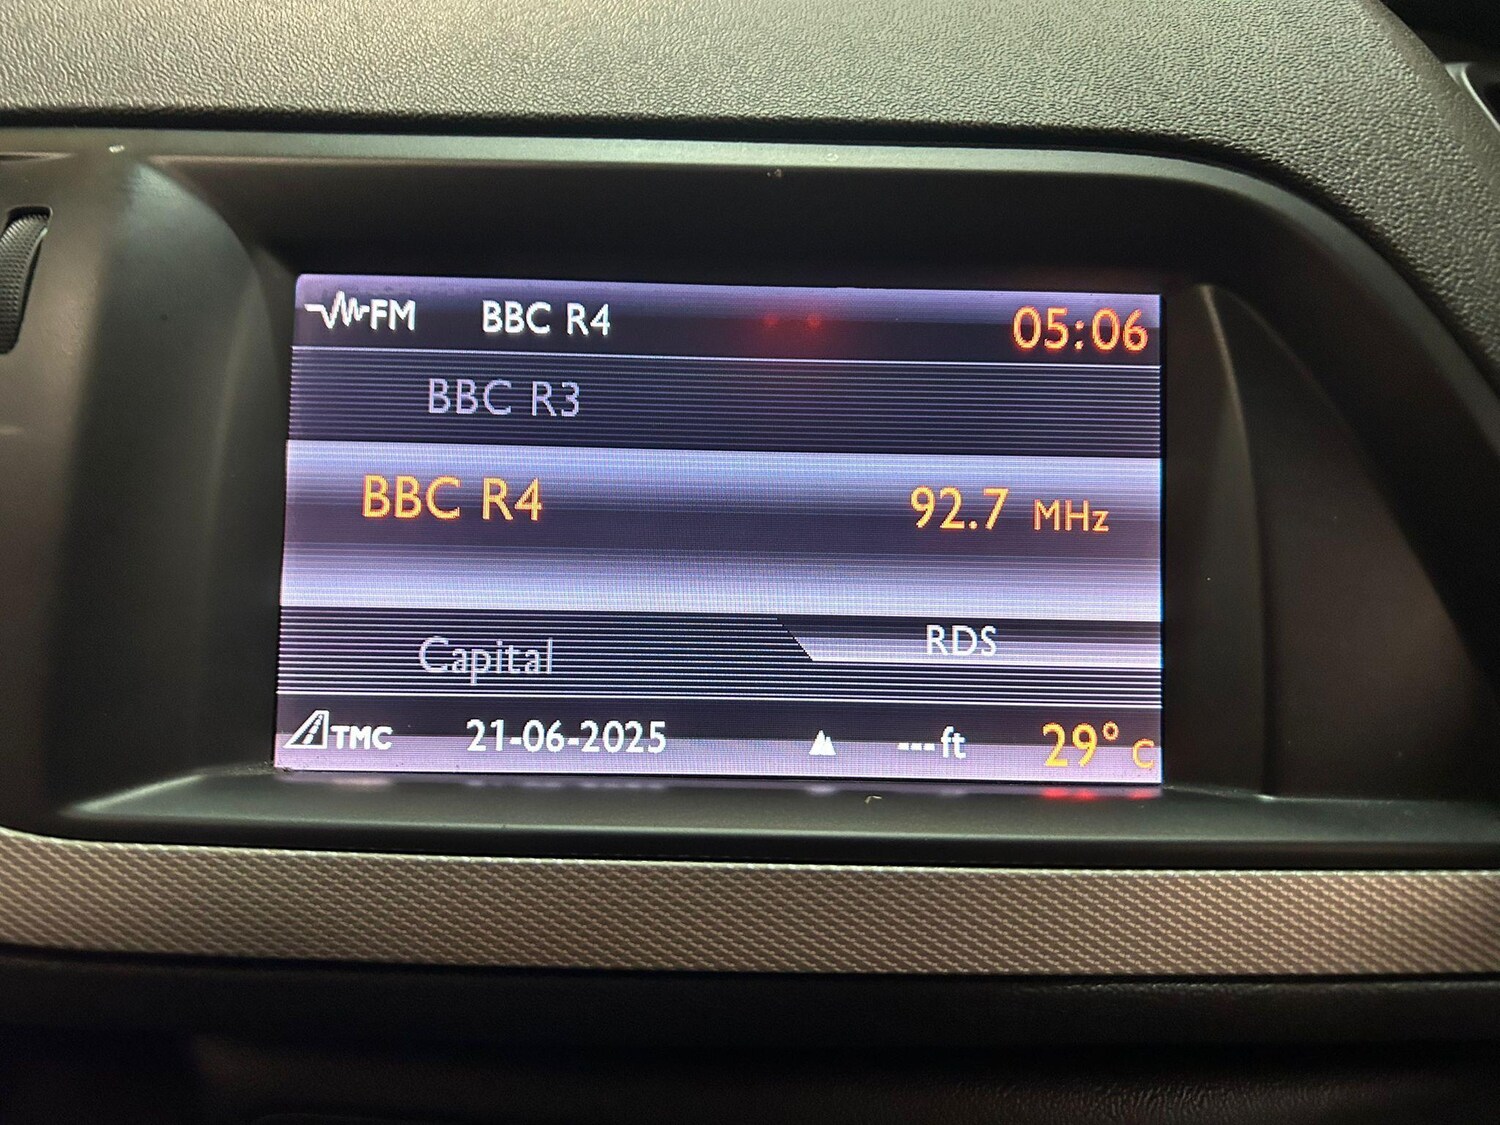 FM BBC R4 05:06
BBC R3
BBC R4 92.7 MHz
Capital RDS
TMC 21-06-2025 ---ft 29° C